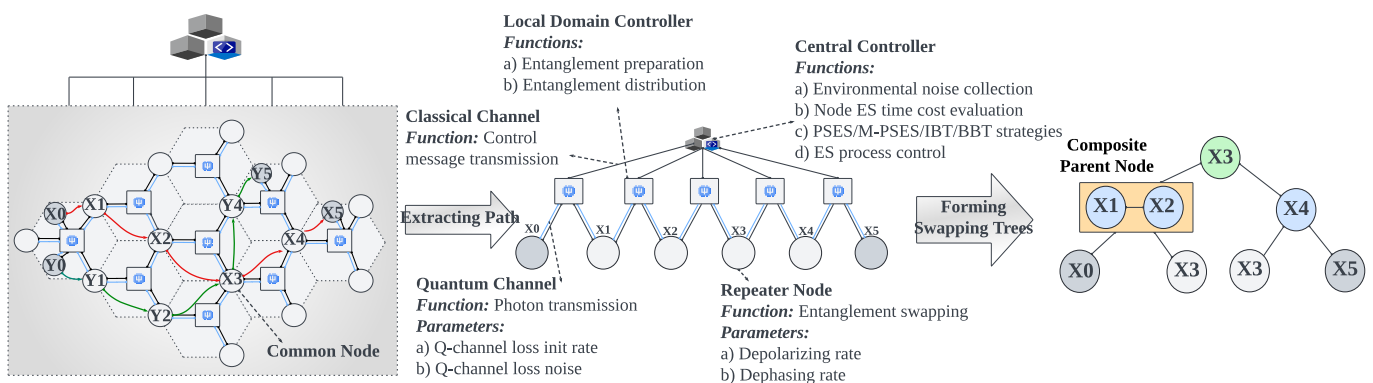 Local Domain Controller
Functions:
a) Entanglement preparation
b) Entanglement distribution
Central Controller
Functions:
a) Environmental noise collection
b) Node ES time cost evaluation
c) PSES/M-PSES/IBT/BBT strategies
d) ES process control
Classical Channel
Function: Control
message transmission
Y5
X0
X1
Y4
X5
X2
X4
Y0
Y1
X3
Y2
Common Node
Extracting Path
X0
X1
X2
X3
X4
X5
Quantum Channel
Function: Photon transmission
Parameters:
a) Q-channel loss init rate
b) Q-channel loss noise
Repeater Node
Function: Entanglement swapping
Parameters:
a) Depolarizing rate
b) Dephasing rate
Forming
Swapping Trees
Composite
Parent Node
X3
X1
X2
X4
X0
X3
X3
X5